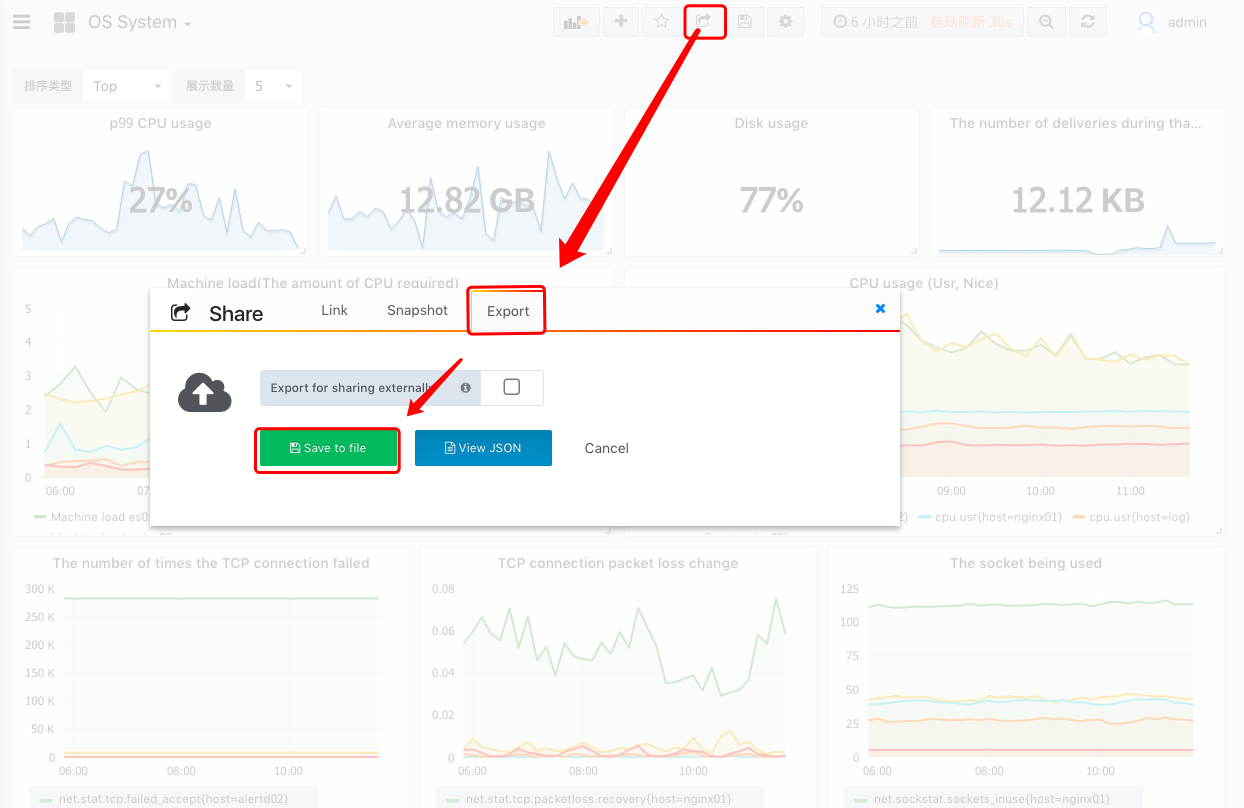 OS System
6 小时之前 自动刷新 30s
admin
排序类型 Top 展示数量 5
p99 CPU usage
27%
Average memory usage
12.82 GB
Disk usage
77%
The number of deliveries during tha...
12.12 KB
Machine load(The amount of CPU required)
5
4
3
2
1
0
06:00 07
Machine load es0
CPU usage (Usr, Nice)
09:00 10:00 11:00
2} cpu.usr{host=nginx01} cpu.usr{host=log}
Share Link Snapshot Export
Export for sharing externally
Save to file View JSON Cancel
The number of times the TCP connection failed
300 K
250 K
200 K
150 K
100 K
50 K
0
06:00 08:00 10:00
net.stat.tcp.failed_accept{host=alertd02}
TCP connection packet loss change
0.08
0.06
0.04
0.02
0
06:00 08:00 10:00
net.stat.tcp.packetloss.recovery{host=nginx01}
The socket being used
125
100
75
50
25
0
06:00 08:00 10:00
net.sockstat.sockets_inuse{host=nginx01}